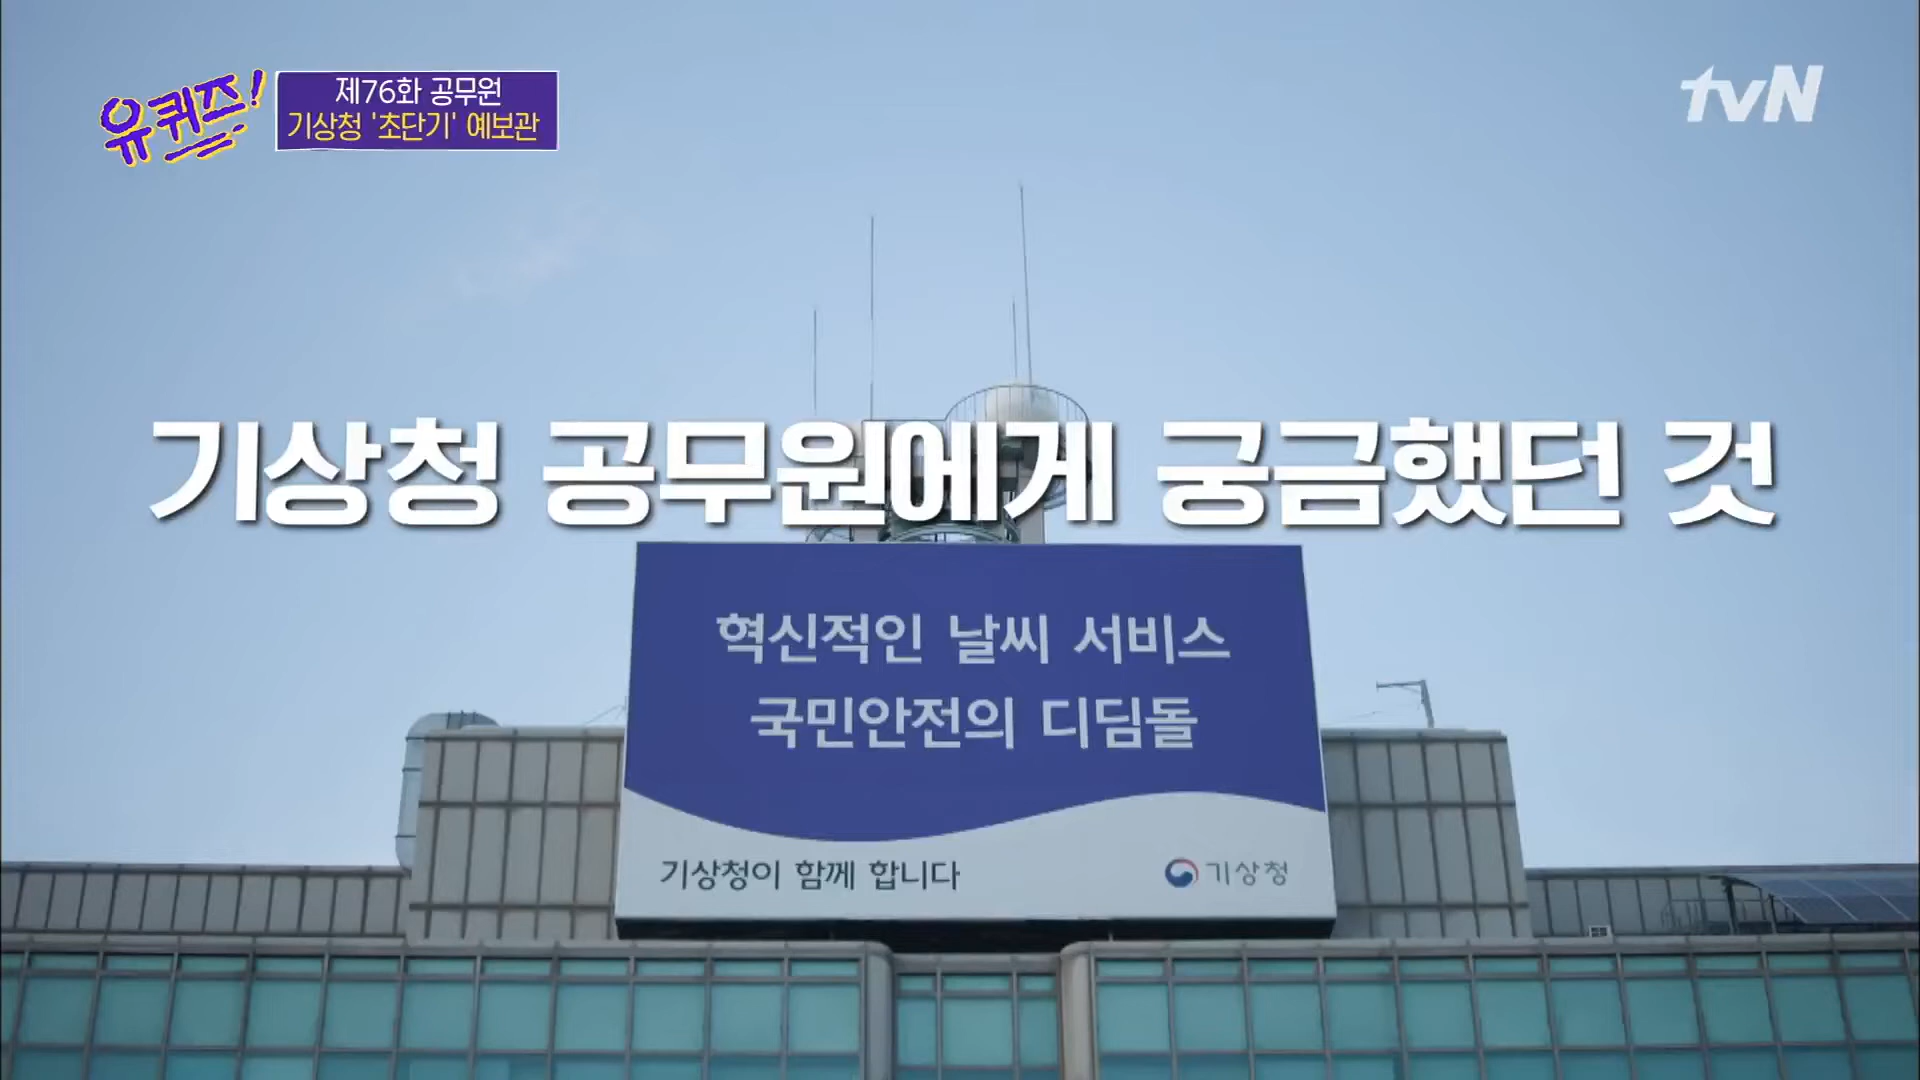 유퀴즈!
제76화 공무원
기상청 '초단기' 예보관
tvN
기상청 공무원에게 궁금했던 것
혁신적인 날씨 서비스
국민안전의 디딤돌
기상청이 함께 합니다
기상청